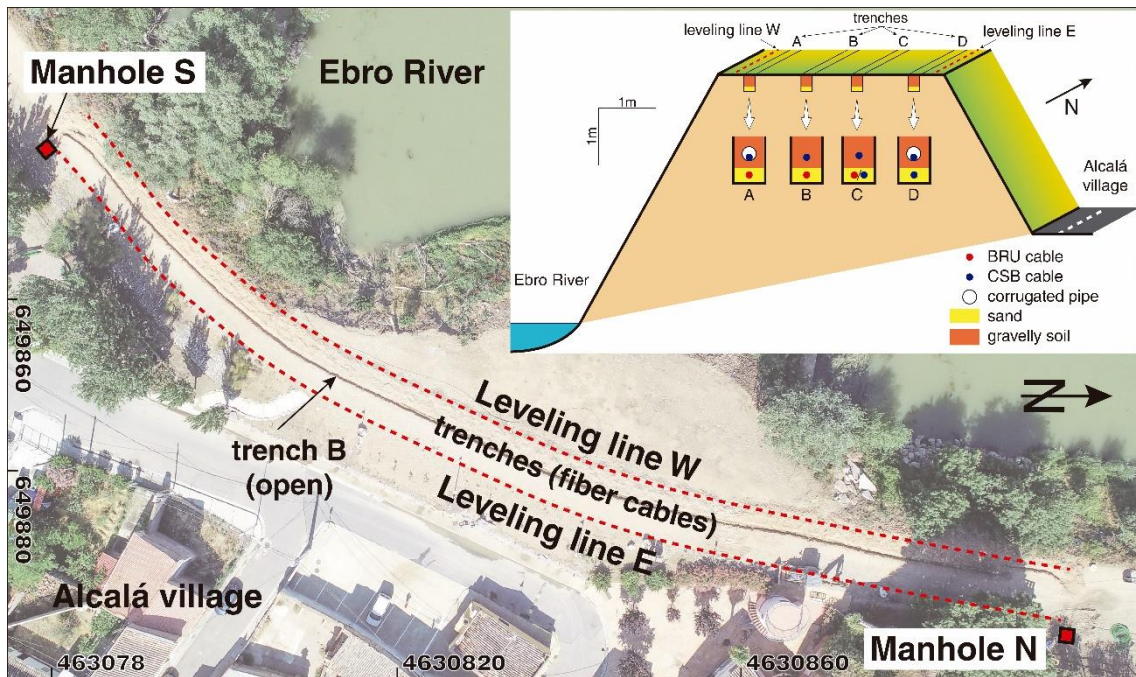 Manhole S
Ebro River
trenches
leveling line W
A
B
C
D
leveling line E
1m
1m
N
A
B
C
D
Alcalá
village
Ebro River
BRU cable
CSB cable
corrugated pipe
sand
gravelly soil
649860
649880
N
Leveling line W
trenches (fiber cables)
Leveling line E
trench B
(open)
Alcalá village
Manhole N
463078
4630820
4630860